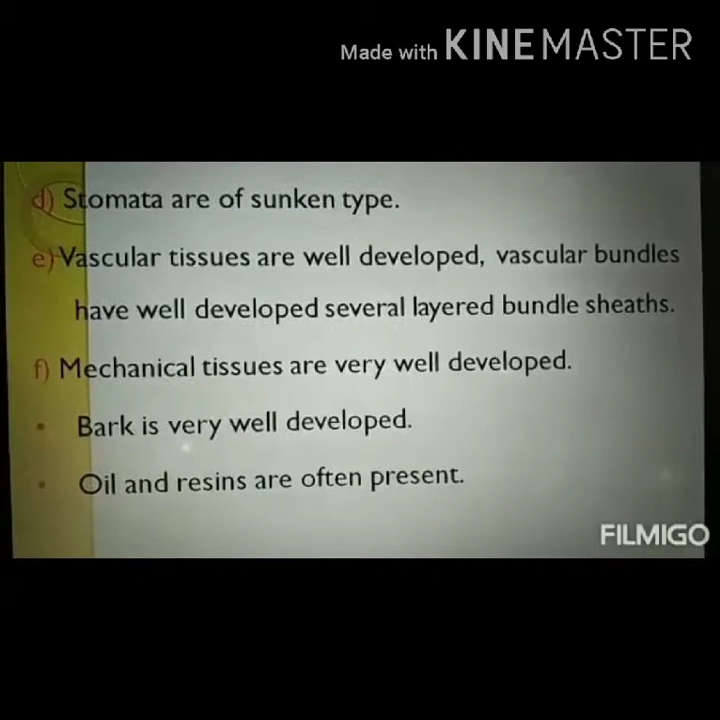 Made with KINEMASTER
d) Stomata are of sunken type.
e) Vascular tissues are well developed, vascular bundles
have well developed several layered bundle sheaths.
f) Mechanical tissues are very well developed.
• Bark is very well developed.
• Oil and resins are often present.
FILMIGO